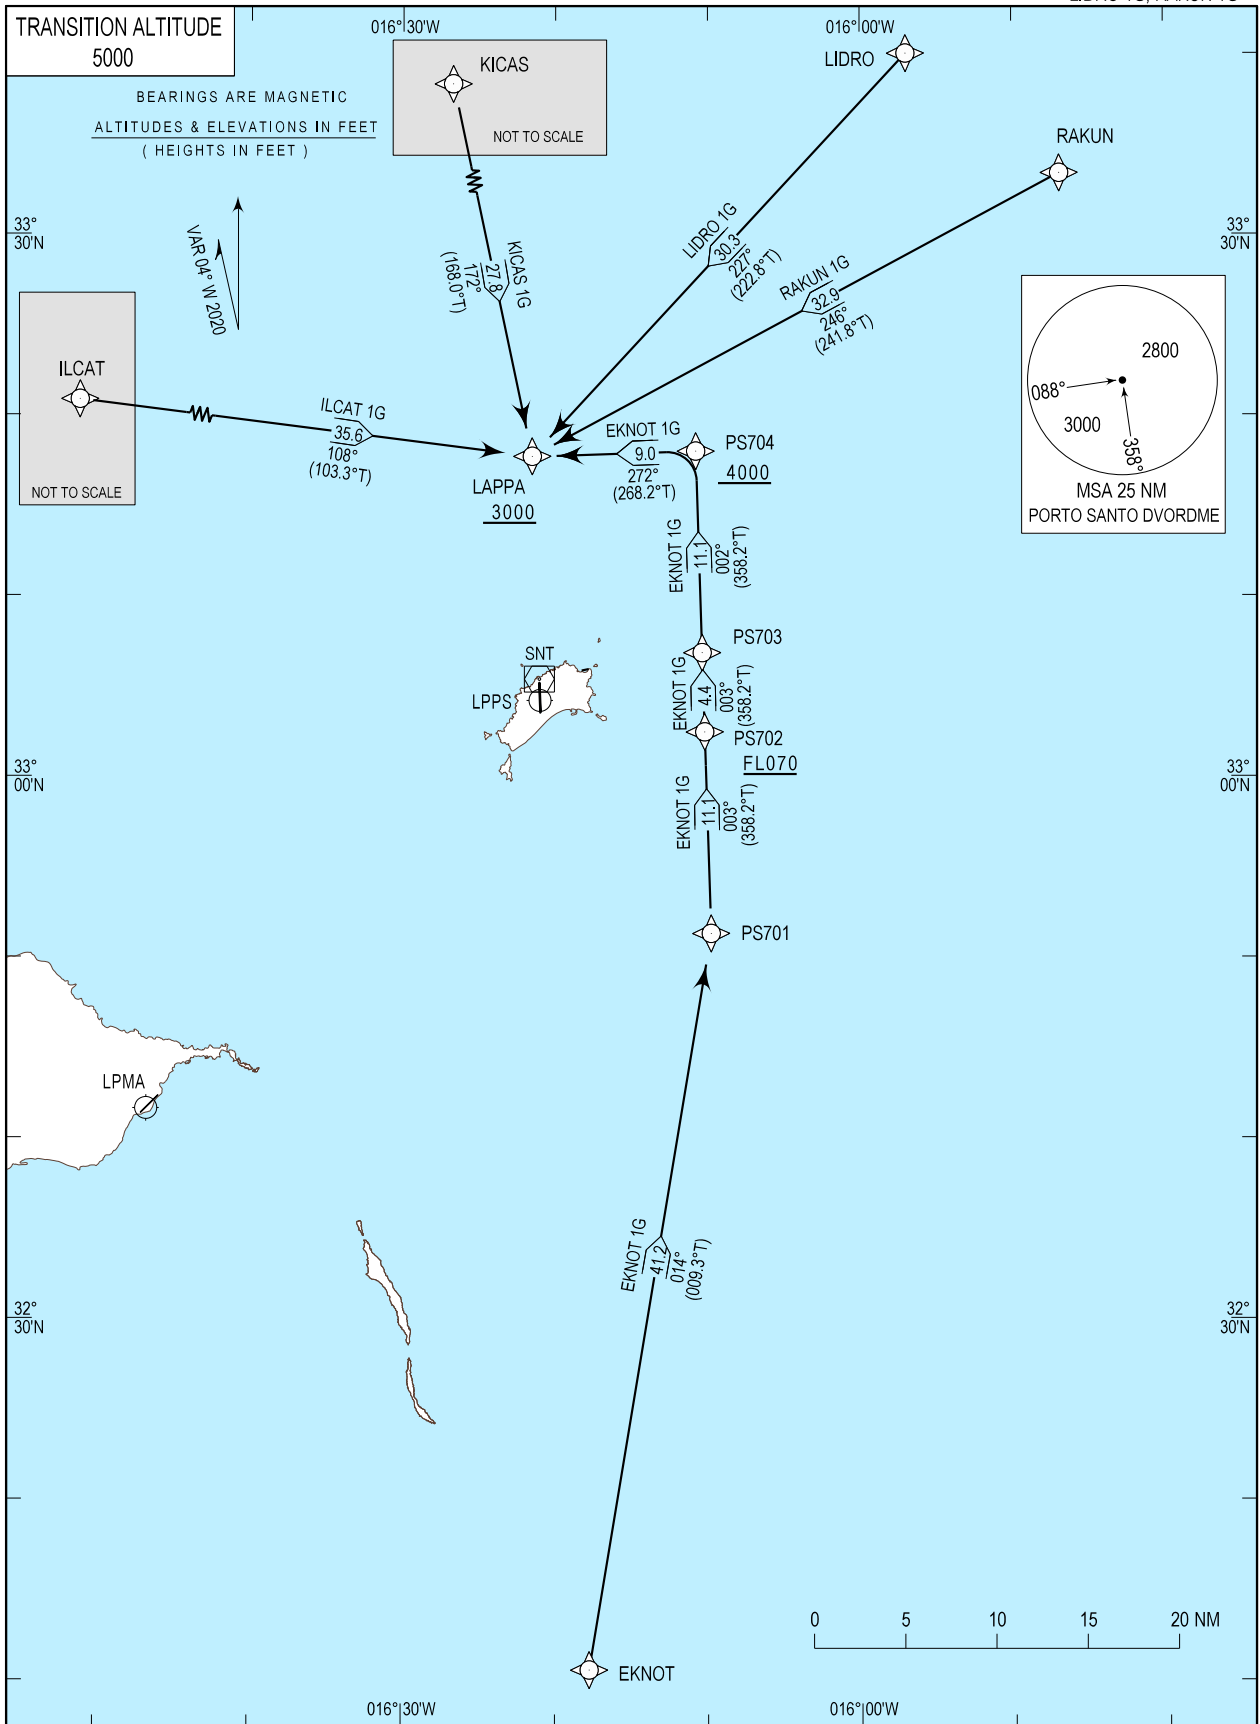 TRANSITION ALTITUDE
5000
BEARINGS ARE MAGNETIC
ALTITUDES & ELEVATIONS IN FEET
( HEIGHTS IN FEET )
VAR 04° W 2020
016°30'W
016°00'W
KICAS
NOT TO SCALE
LIDRO
RAKUN
33°
30'N
33°
30'N
KICAS 1G
27.8
172°
(168.0°T)
LIDRO 1G
30.3
227°
(222.8°T)
RAKUN 1G
32.9
246°
(241.8°T)
ILCAT
NOT TO SCALE
ILCAT 1G
35.6
108°
(103.3°T)
2800
088°
3000
358°
MSA 25 NM
PORTO SANTO DVORDME
LAPPA
3000
EKNOT 1G
9.0
272°
(268.2°T)
PS704
4000
EKNOT 1G
11.1
002°
(358.2°T)
PS703
EKNOT 1G
4.4
003°
(358.2°T)
SNT
LPPS
PS702
FL070
33°
00'N
33°
00'N
EKNOT 1G
11.1
003°
(358.2°T)
PS701
LPMA
EKNOT 1G
41.2
014°
(009.3°T)
32°
30'N
32°
30'N
EKNOT
0 5 10 15 20 NM
016°30'W
016°00'W